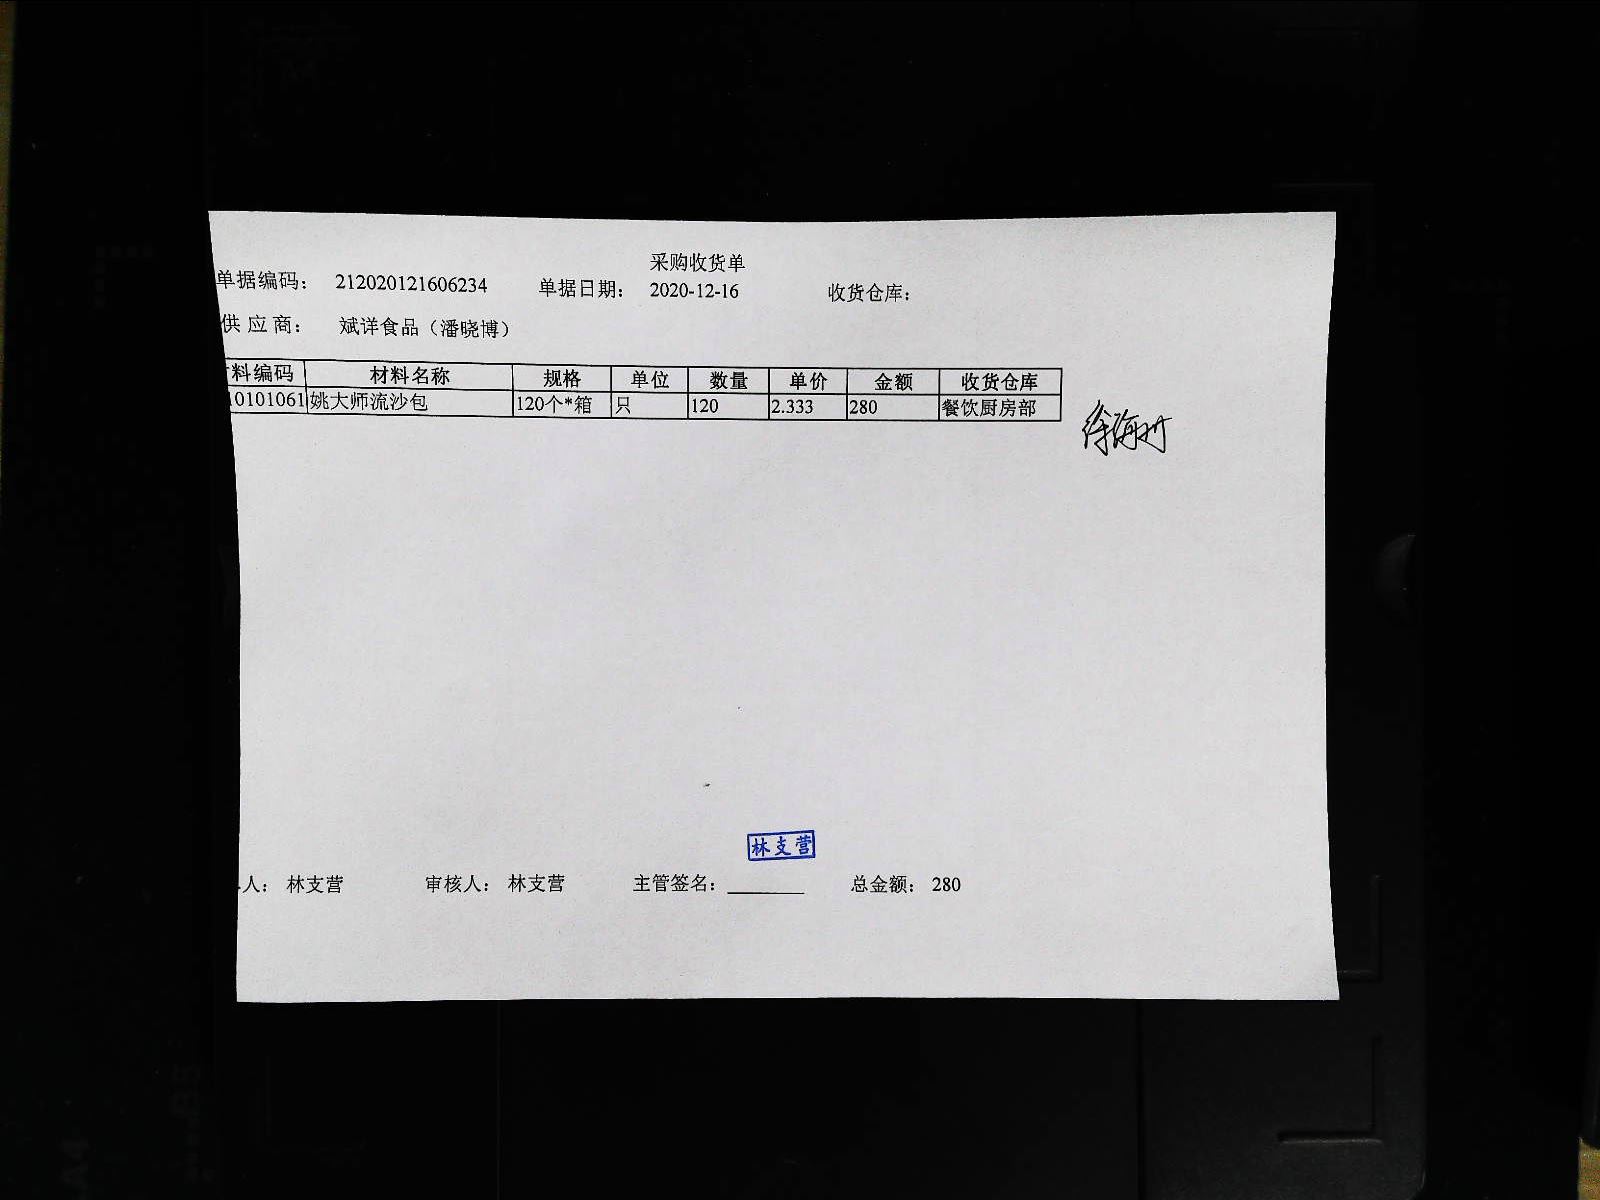 采购收货单
单据编码： 212020121606234 单据日期： 2020-12-16 收货仓库：
供应商： 斌详食品（潘晓博）
料编码 材料名称 规格 单位 数量 单价 金额 收货仓库
10101061 姚大师流沙包 120个*箱 只 120 2.333 280 餐饮厨房部
林支营
人： 林支营 审核人： 林支营 主管签名： 总金额： 280